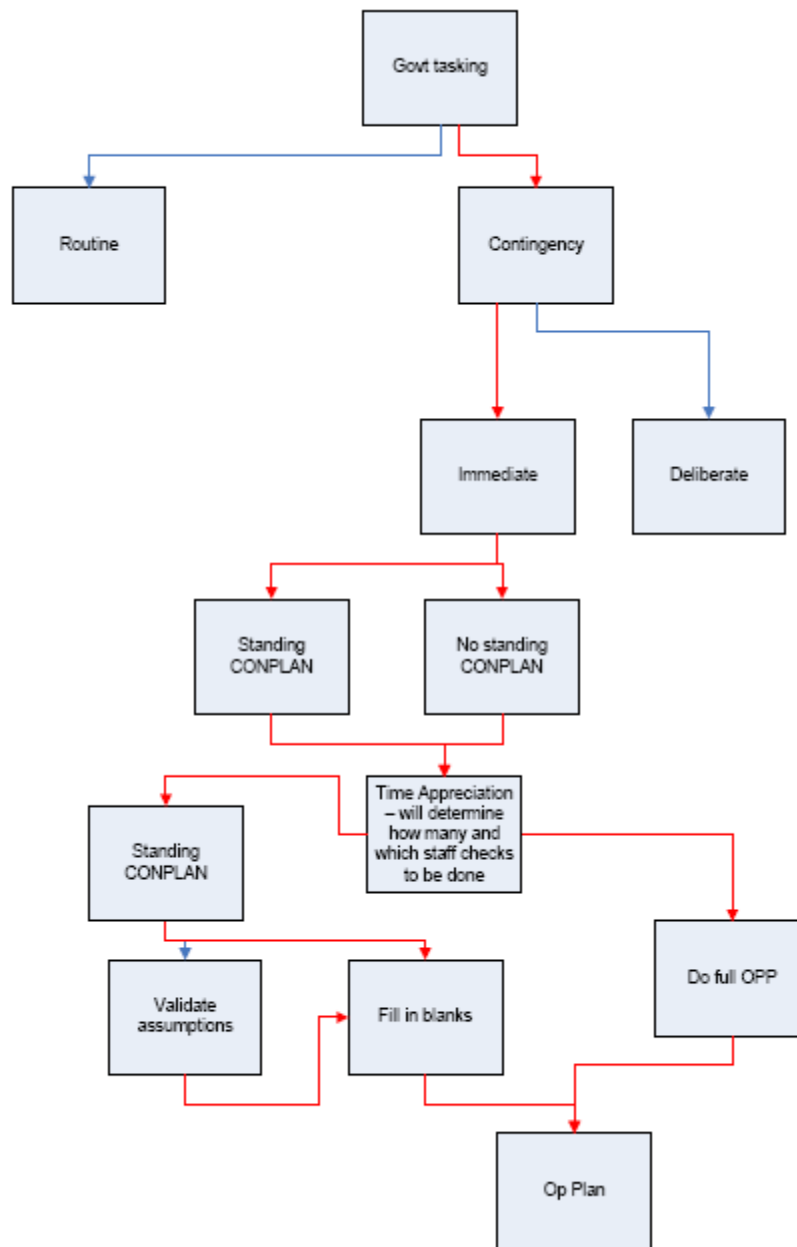 Govt tasking
Routine
Contingency
Immediate
Deliberate
Standing
CONPLAN
No standing
CONPLAN
Time Appreciation
– will determine
how many and
which staff checks
to be done
Standing
CONPLAN
Do full OPP
Validate
assumptions
Fill in blanks
Op Plan